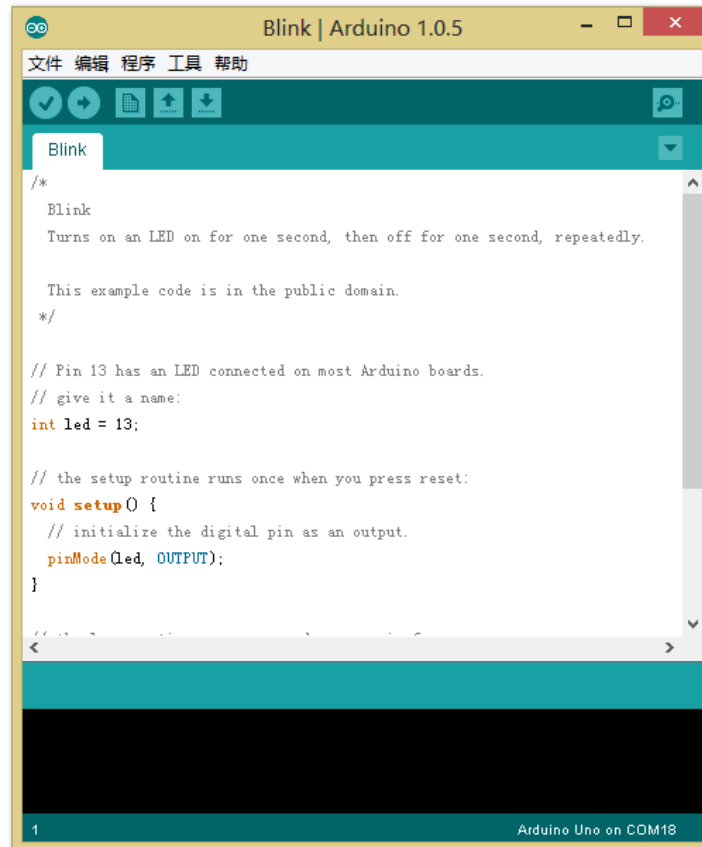 Blink | Arduino 1.0.5
文件 编辑 程序 工具 帮助
Blink
/*
  Blink
  Turns on an LED on for one second, then off for one second, repeatedly.

  This example code is in the public domain.
 */

// Pin 13 has an LED connected on most Arduino boards.
// give it a name:
int led = 13;

// the setup routine runs once when you press reset:
void setup() {
  // initialize the digital pin as an output.
  pinMode(led, OUTPUT);
}
1
Arduino Uno on COM18